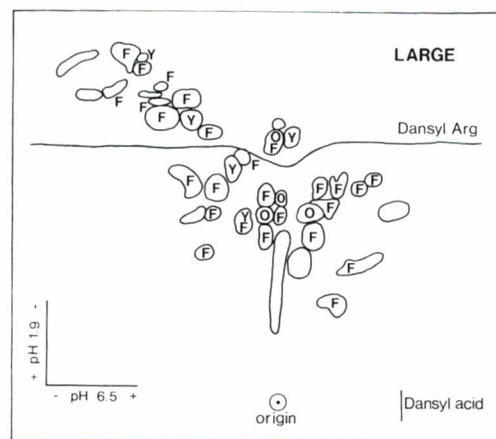 LARGE
F Y
F
F
F F F
F Y
F
Dansyl Arg
O Y
F
Y F
F F F F F F
F O
F Y O F O F
F F F
F
F
F
+ pH 1.9 -
- pH 6.5 +
origin
Dansyl acid